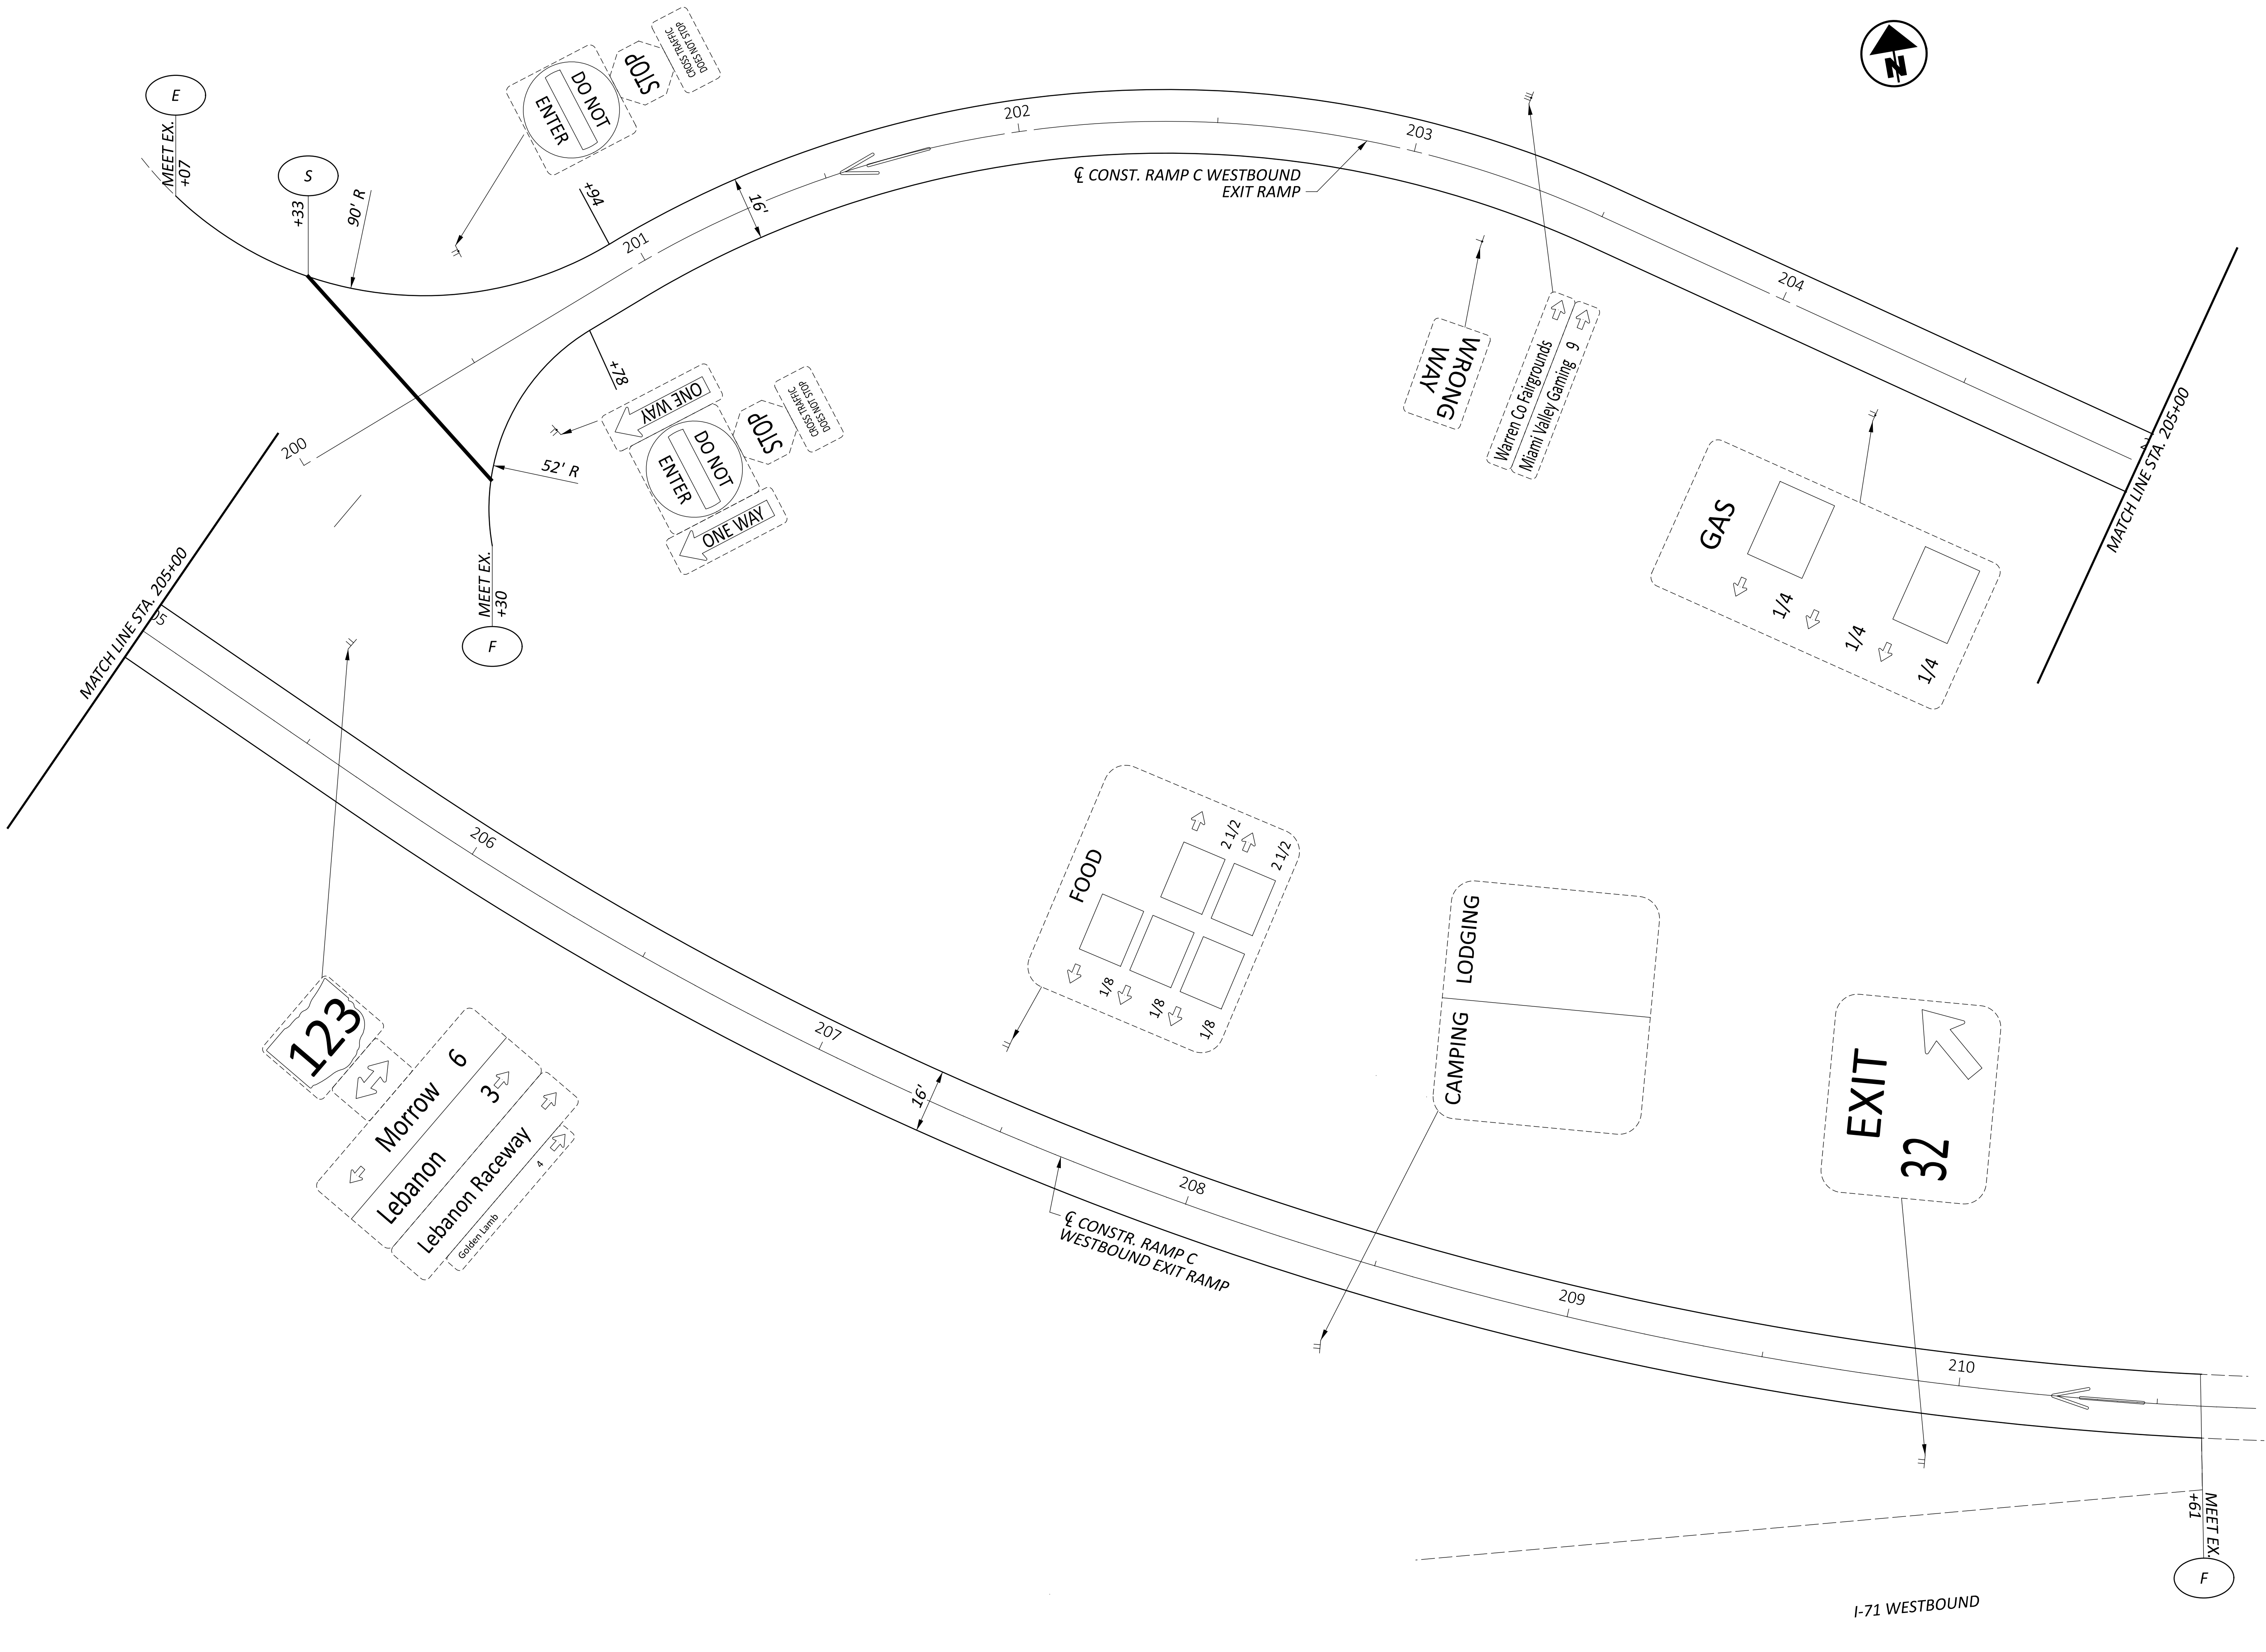 E
MEET EX.
+07
S
+33
90' R
DO NOT
ENTER
STOP
CROSS TRAFFIC
DOES NOT STOP
+94
201
16'
202
℄ CONST. RAMP C WESTBOUND
EXIT RAMP
203
N
204
WRONG
WAY
Warren Co Fairgrounds
Miami Valley Gaming 9
GAS
1/4
1/4
1/4
MATCH LINE STA. 205+00
200
+78
ONE WAY
DO NOT
ENTER
STOP
CROSS TRAFFIC
DOES NOT STOP
ONE WAY
52' R
MEET EX.
+30
F
MATCH LINE STA. 205+00
05
206
123
Morrow 6
Lebanon 3
Lebanon Raceway
Golden Lamb 4
207
16'
FOOD
2 1/2
2 1/2
1/8
1/8
1/8
208
℄ CONSTR. RAMP C
WESTBOUND EXIT RAMP
CAMPING LODGING
209
EXIT
32
210
MEET EX.
+61
F
I-71 WESTBOUND